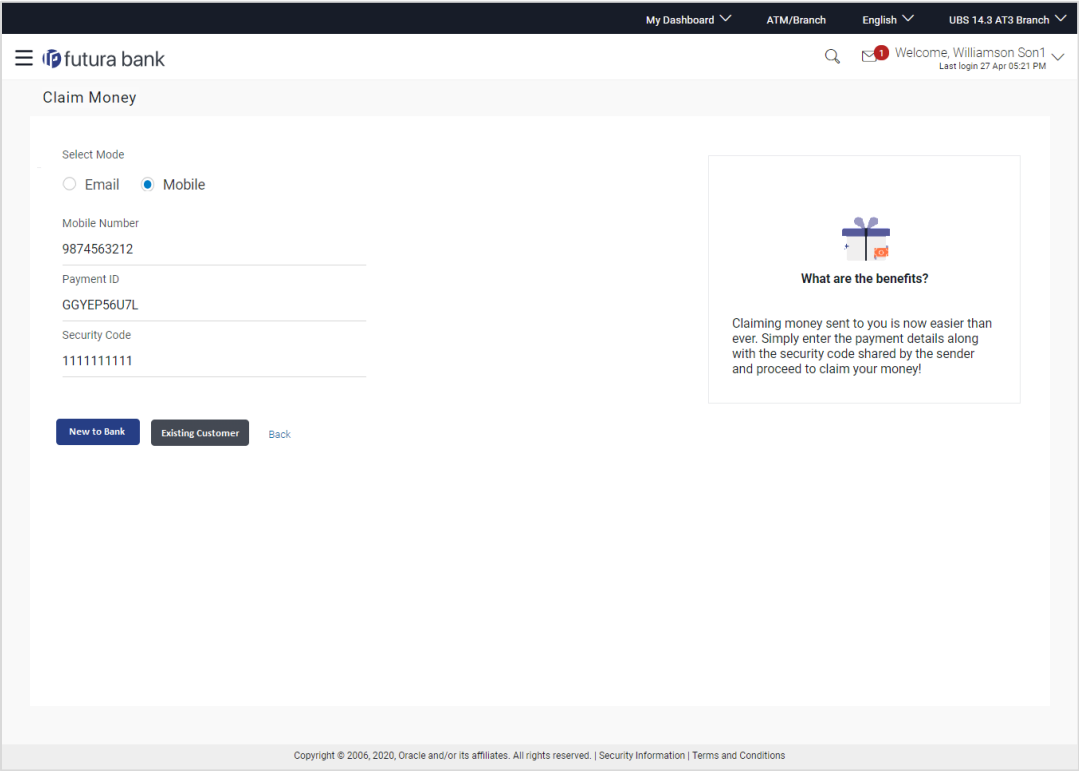 My Dashboard ATM/Branch English UBS 14.3 AT3 Branch
futura bank 1 Welcome, Williamson Son1
Last login 27 Apr 05:21 PM
Claim Money
Select Mode
Email Mobile
Mobile Number
9874563212
Payment ID
GGYEP56U7L
Security Code
1111111111
New to Bank Existing Customer Back
What are the benefits?
Claiming money sent to you is now easier than
ever. Simply enter the payment details along
with the security code shared by the sender
and proceed to claim your money!
Copyright © 2006, 2020, Oracle and/or its affiliates. All rights reserved. | Security Information | Terms and Conditions